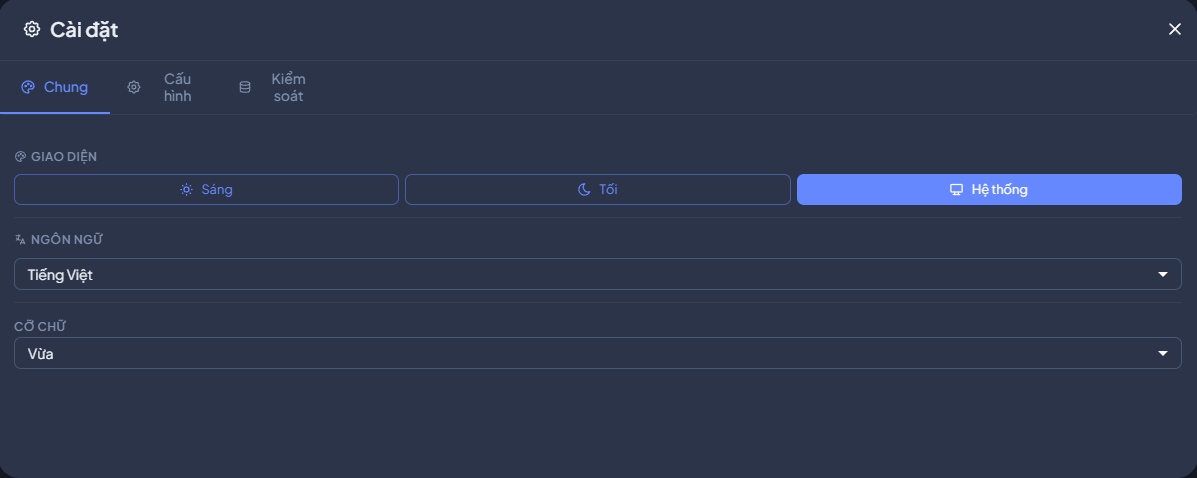 Cài đặt
Chung
Cấu
hình
Kiểm
soát
GIAO DIỆN
Sáng
Tối
Hệ thống
NGÔN NGỮ
Tiếng Việt
CỠ CHỮ
Vừa